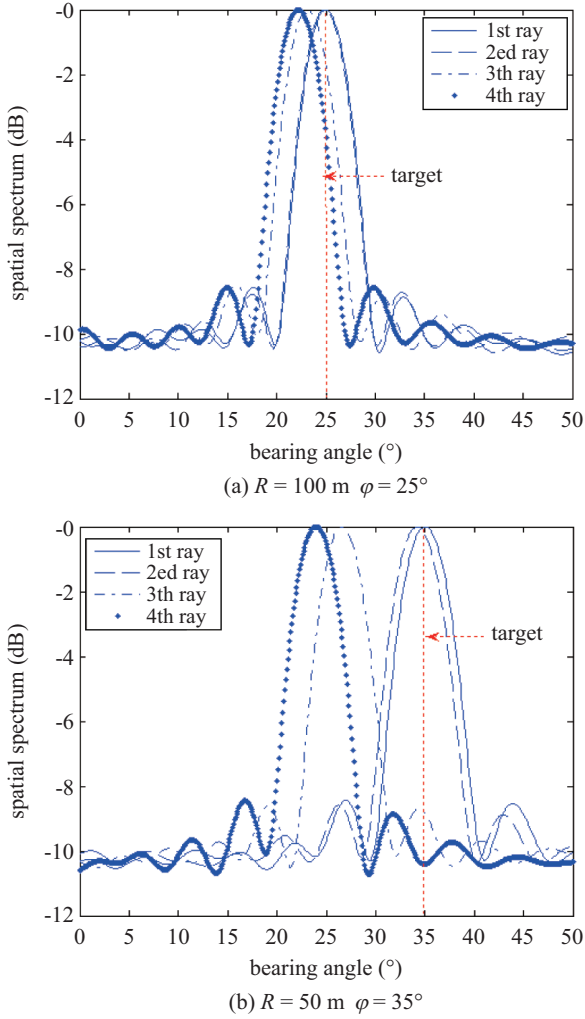 -0
-2
-4
-6
-8
-10
-12
spatial spectrum (dB)
1st ray
2ed ray
3th ray
4th ray
target
0 5 10 15 20 25 30 35 40 45 50
bearing angle (°)
(a) R = 100 m φ = 25°
-0
-2
-4
-6
-8
-10
-12
spatial spectrum (dB)
1st ray
2ed ray
3th ray
4th ray
target
0 5 10 15 20 25 30 35 40 45 50
bearing angle (°)
(b) R = 50 m φ = 35°